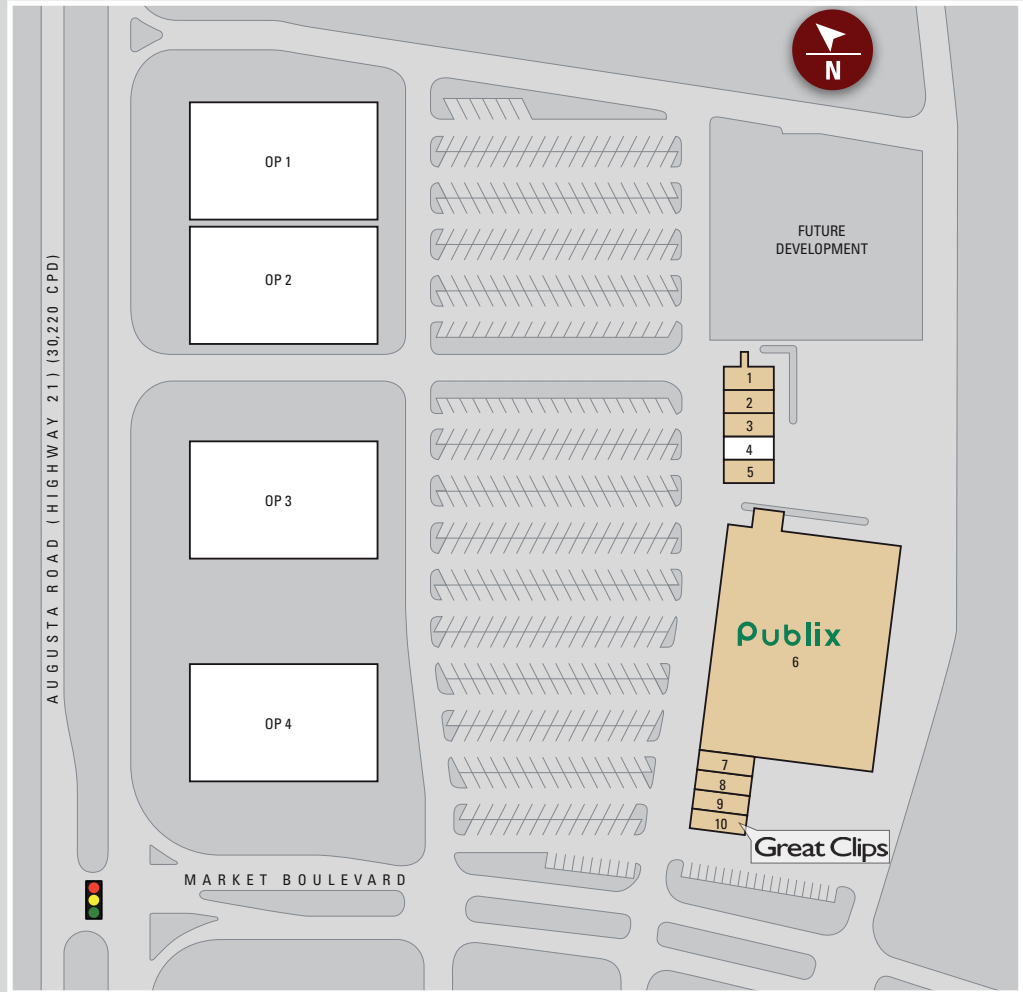 N
OP 1
OP 2
FUTURE
DEVELOPMENT
AUGUSTA ROAD (HIGHWAY 21) (30,220 CPD)
1
2
3
4
5
OP 3
Publix
6
OP 4
7
8
9
10
Great Clips
MARKET BOULEVARD